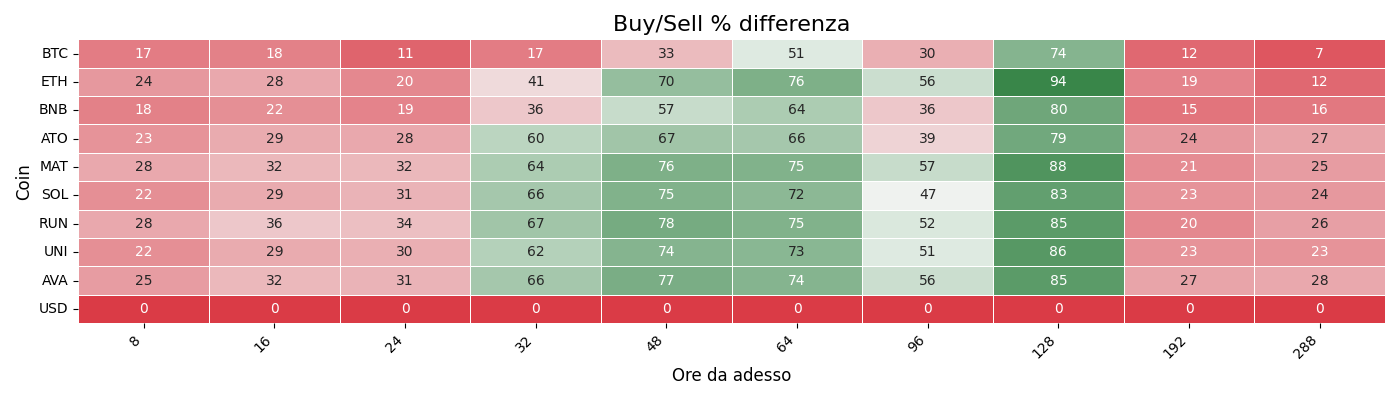 Buy/Sell % differenza
Coin
BTC 17 18 11 17 33 51 30 74 12 7
ETH 24 28 20 41 70 76 56 94 19 12
BNB 18 22 19 36 57 64 36 80 15 16
ATO 23 29 28 60 67 66 39 79 24 27
MAT 28 32 32 64 76 75 57 88 21 25
SOL 22 29 31 66 75 72 47 83 23 24
RUN 28 36 34 67 78 75 52 85 20 26
UNI 22 29 30 62 74 73 51 86 23 23
AVA 25 32 31 66 77 74 56 85 27 28
USD 0 0 0 0 0 0 0 0 0 0
8 16 24 32 48 64 96 128 192 288
Ore da adesso